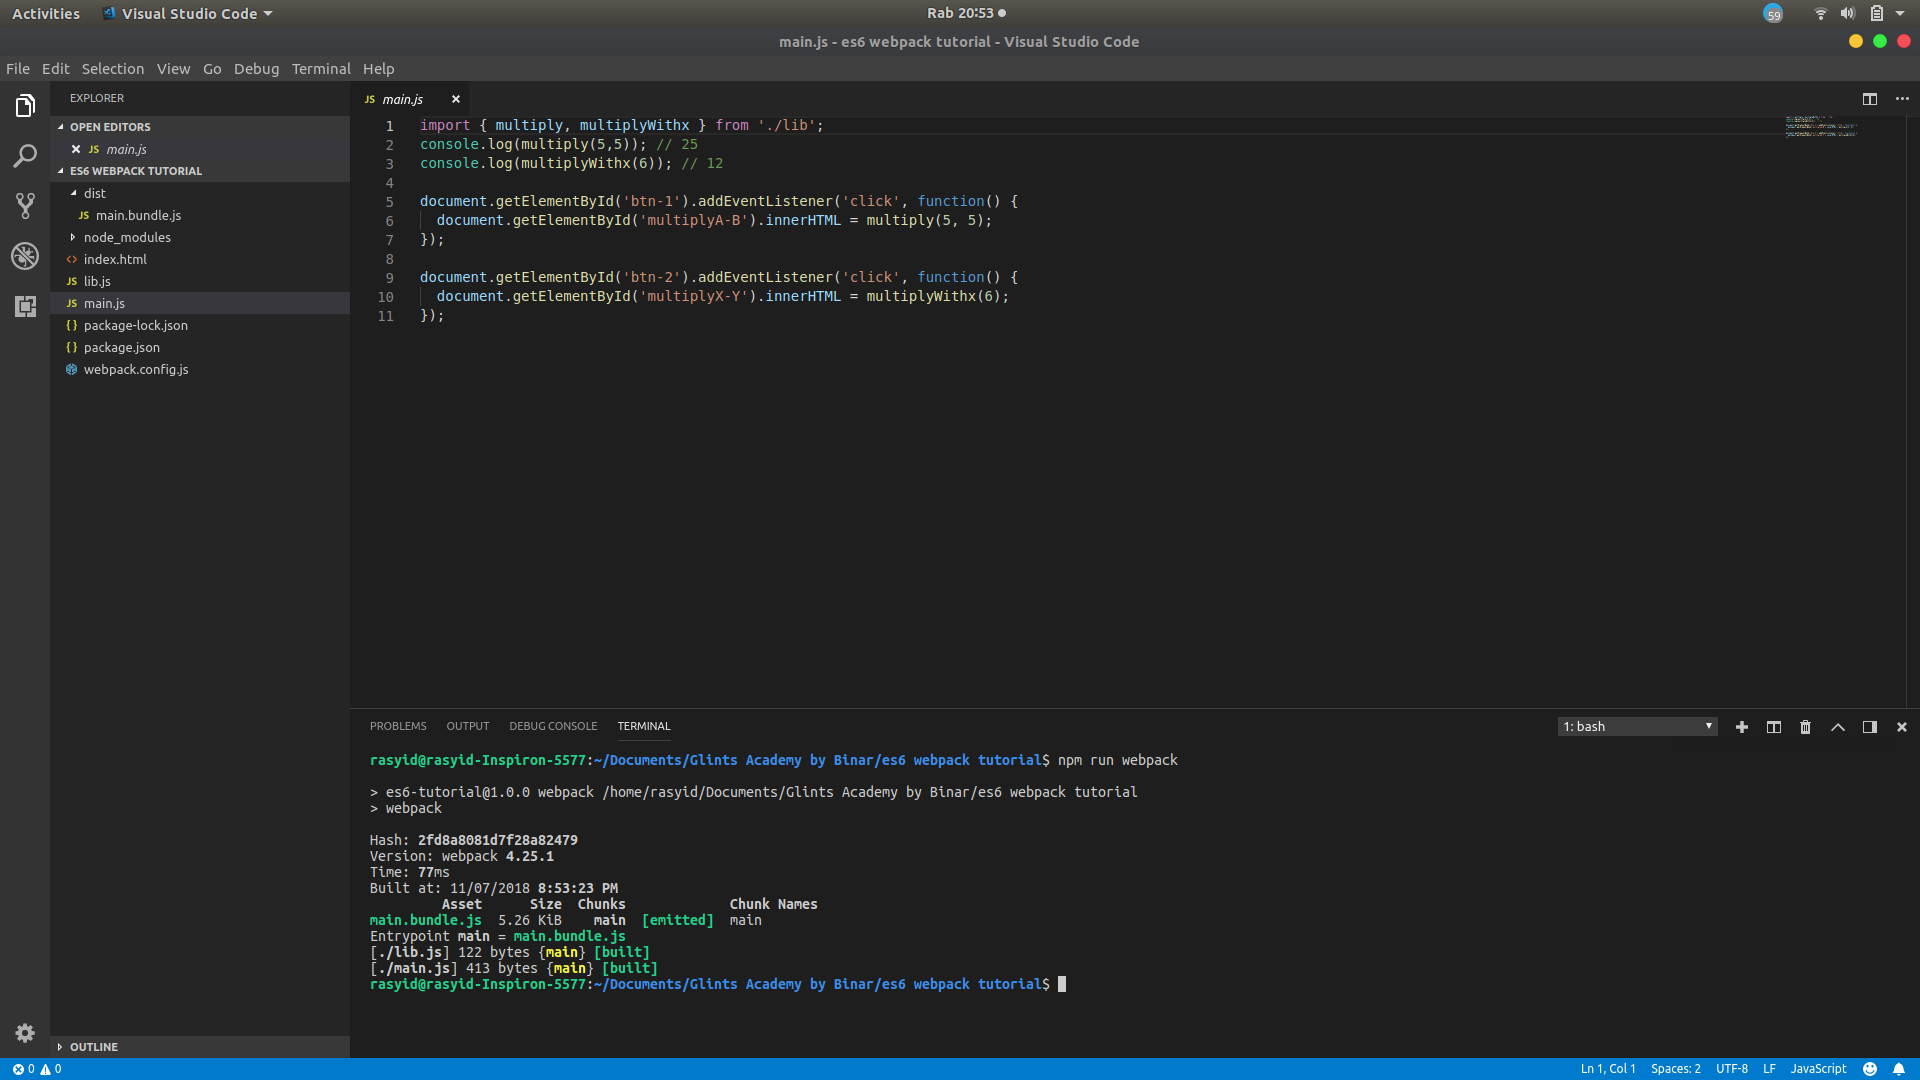 Activities Visual Studio Code Rab 20:53 59
main.js - es6 webpack tutorial - Visual Studio Code
File Edit Selection View Go Debug Terminal Help
EXPLORER
OPEN EDITORS
JS main.js
ES6 WEBPACK TUTORIAL
dist
JS main.bundle.js
node_modules
<> index.html
JS lib.js
JS main.js
{} package-lock.json
{} package.json
webpack.config.js
OUTLINE
JS main.js
1 import { multiply, multiplyWithx } from './lib';
2 console.log(multiply(5,5)); // 25
3 console.log(multiplyWithx(6)); // 12
4
5 document.getElementById('btn-1').addEventListener('click', function() {
6 document.getElementById('multiplyA-B').innerHTML = multiply(5, 5);
7 });
8
9 document.getElementById('btn-2').addEventListener('click', function() {
10 document.getElementById('multiplyX-Y').innerHTML = multiplyWithx(6);
11 });
PROBLEMS OUTPUT DEBUG CONSOLE TERMINAL 1: bash
rasyid@rasyid-Inspiron-5577:~/Documents/Glints Academy by Binar/es6 webpack tutorial$ npm run webpack
> es6-tutorial@1.0.0 webpack /home/rasyid/Documents/Glints Academy by Binar/es6 webpack tutorial
> webpack
Hash: 2fd8a8081d7f28a82479
Version: webpack 4.25.1
Time: 77ms
Built at: 11/07/2018 8:53:23 PM
Asset Size Chunks Chunk Names
main.bundle.js 5.26 KiB main [emitted] main
Entrypoint main = main.bundle.js
[./lib.js] 122 bytes {main} [built]
[./main.js] 413 bytes {main} [built]
rasyid@rasyid-Inspiron-5577:~/Documents/Glints Academy by Binar/es6 webpack tutorial$
0 0 Ln 1, Col 1 Spaces: 2 UTF-8 LF JavaScript